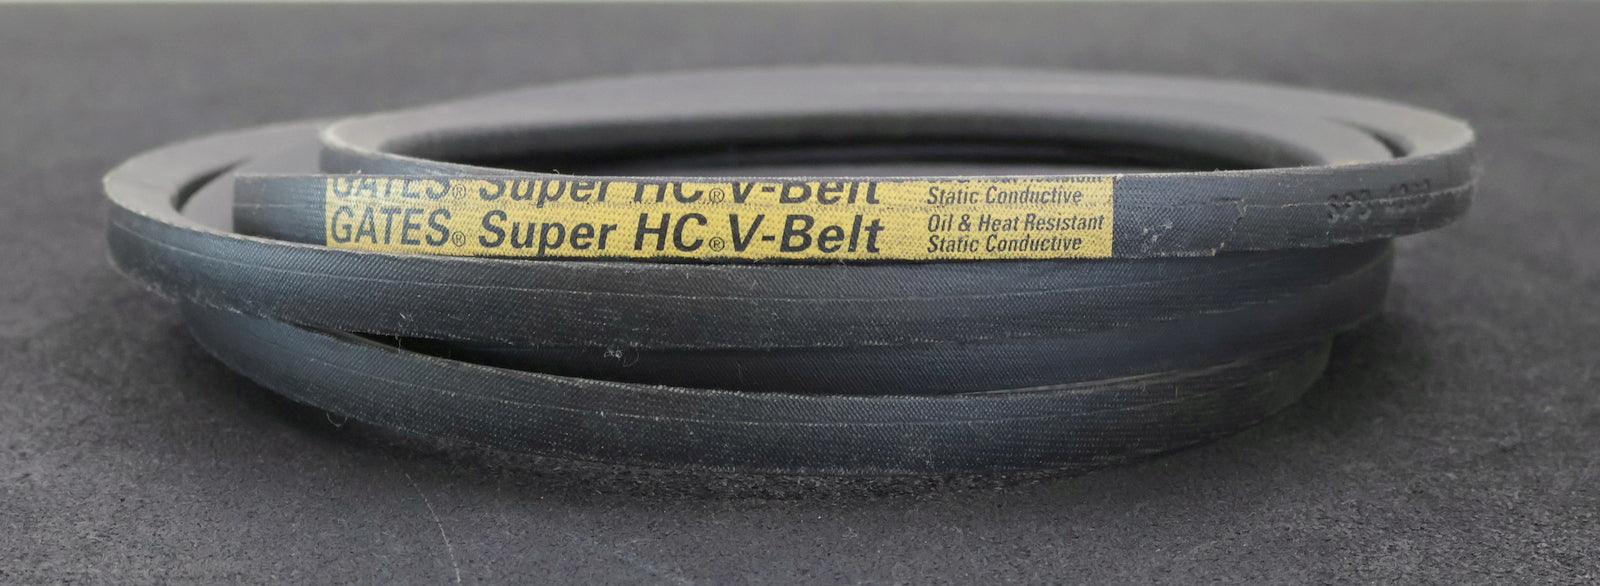 GATES® Super HC® V-Belt
Static Conductive
GATES® Super HC® V-Belt
Oil & Heat Resistant
Static Conductive